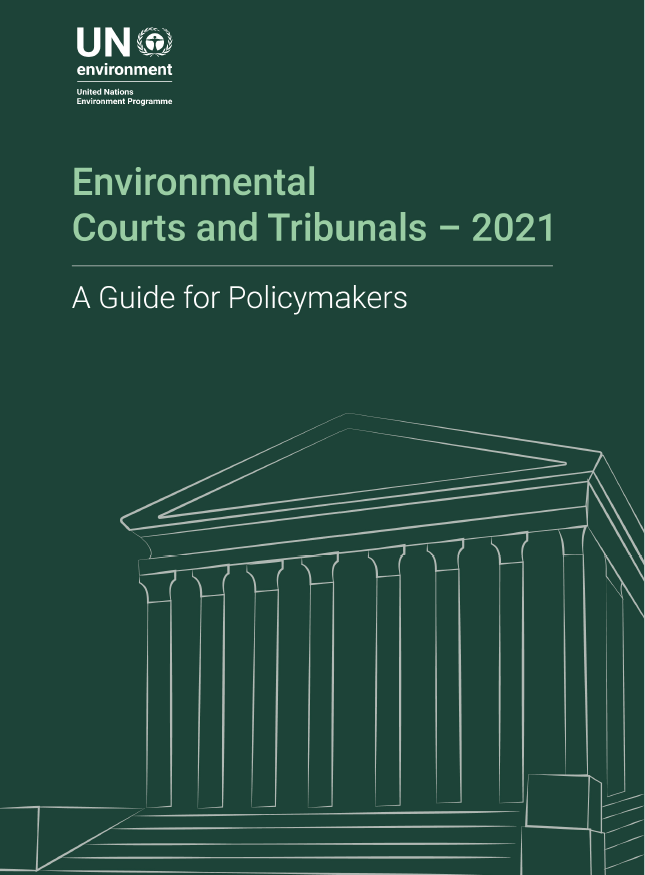 UN
environment
United Nations
Environment Programme
Environmental
Courts and Tribunals – 2021
A Guide for Policymakers